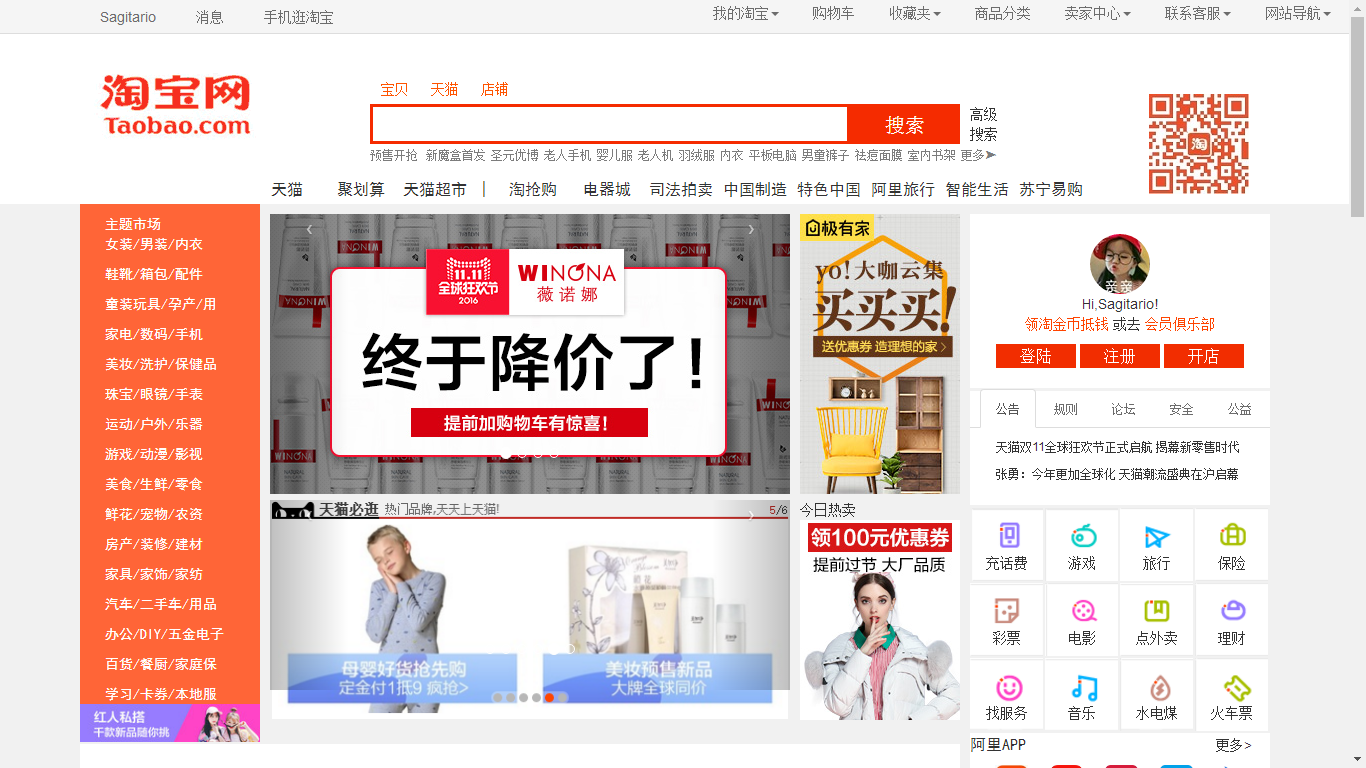 Sagitario 消息 手机逛淘宝 我的淘宝 购物车 收藏夹 商品分类 卖家中心 联系客服 网站导航
淘宝网
Taobao.com
宝贝 天猫 店铺
搜索
高级
搜索
预售开抢 新魔盒首发 圣元优博 老人手机 婴儿服 老人机 羽绒服 内衣 平板电脑 男童裤子 祛痘面膜 室内书架 更多
淘
天猫 聚划算 天猫超市 | 淘抢购 电器城 司法拍卖 中国制造 特色中国 阿里旅行 智能生活 苏宁易购
主题市场
女装/男装/内衣
鞋靴/箱包/配件
童装玩具/孕产/用
家电/数码/手机
美妆/洗护/保健品
珠宝/眼镜/手表
运动/户外/乐器
游戏/动漫/影视
美食/生鲜/零食
鲜花/宠物/农资
房产/装修/建材
家具/家饰/家纺
汽车/二手车/用品
办公/DIY/五金电子
百货/餐厨/家庭保
学习/卡券/本地服
红人私搭
千款新品随你挑
11.11
全球狂欢节
2016
WINONA
薇诺娜
终于降价了!
提前加购物车有惊喜!
天猫必逛 热门品牌,天天上天猫! 5/6
母婴好货抢先购
定金付1抵9 疯抢>
美妆预售新品
大牌全球同价
极有家
yo!大咖云集
买买买!
送优惠券 造理想的家>
今日热卖
领100元优惠券
提前过节 大厂品质
亲亲
Hi,Sagitario!
领淘金币抵钱 或去 会员俱乐部
登陆 注册 开店
公告 规则 论坛 安全 公益
天猫双11全球狂欢节正式启航 揭幕新零售时代
张勇：今年更加全球化 天猫潮流盛典在沪启幕
充话费 游戏 旅行 保险
彩票 电影 点外卖 理财
找服务 音乐 水电煤 火车票
阿里APP 更多>